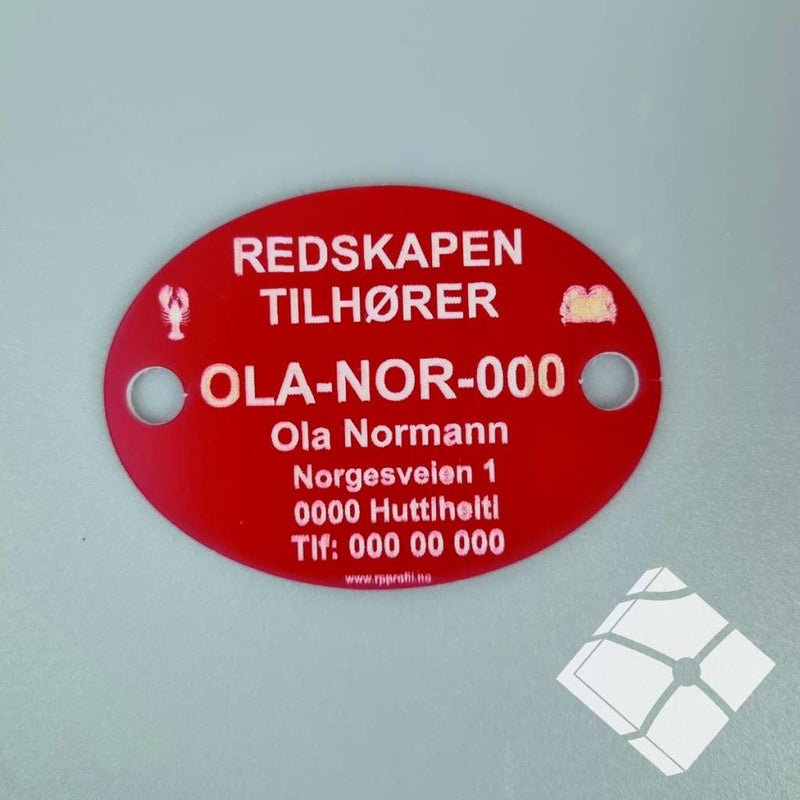 REDSKAPEN
TILHØRER
OLA-NOR-000
Ola Normann
Norgesveien 1
0000 Huttiheiti
Tlf: 000 00 000
www.rpprofil.no